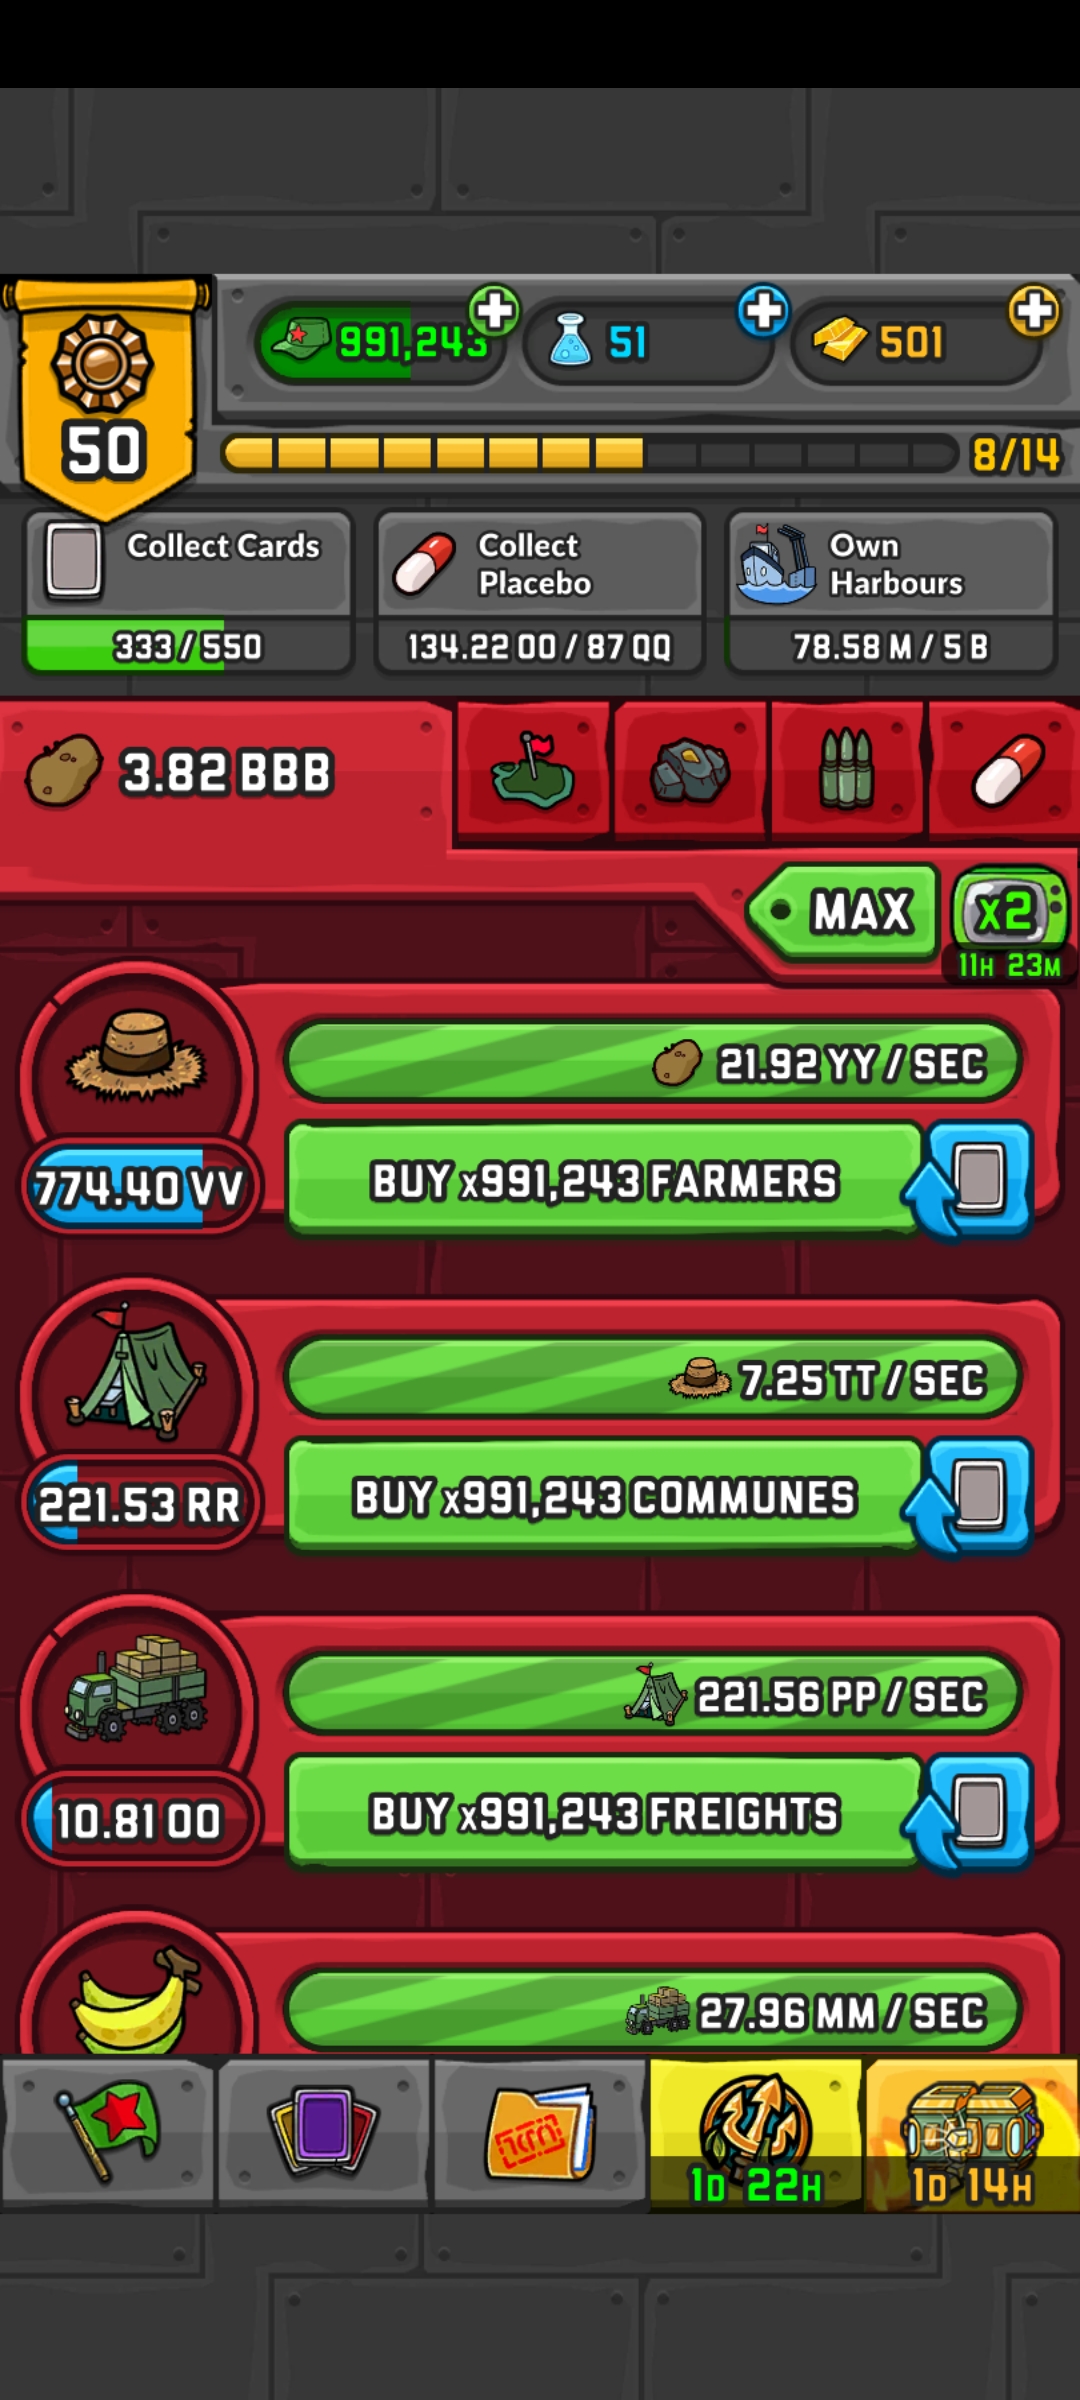 991,243
51
501
50
8/14
Collect Cards
333/550
Collect
Placebo
134.22 OO / 87 QQ
Own
Harbours
78.58 M / 5 B
3.82 BBB
MAX
x2
11H 23M
21.92 YY / SEC
774.40 VV
BUY x991,243 FARMERS
7.25 TT / SEC
221.53 RR
BUY x991,243 COMMUNES
221.56 PP / SEC
10.81 OO
BUY x991,243 FREIGHTS
27.96 MM / SEC
1D 22H
1D 14H